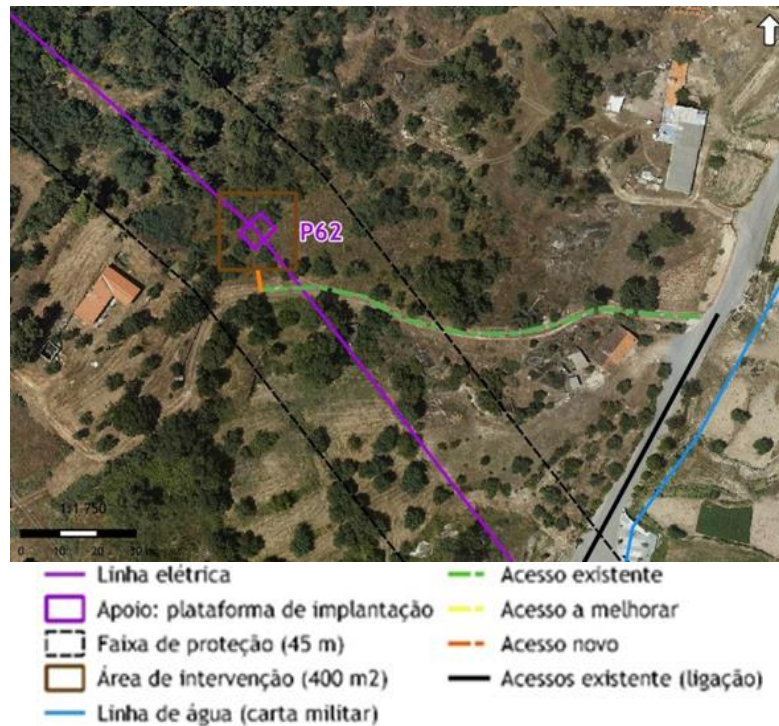 P62
1:1 750
0 10 20 30
Linha elétrica
Apoio: plataforma de implantação
Faixa de proteção (45 m)
Área de intervenção (400 m2)
Linha de água (carta militar)
Acesso existente
Acesso a melhorar
Acesso novo
Acessos existente (ligação)